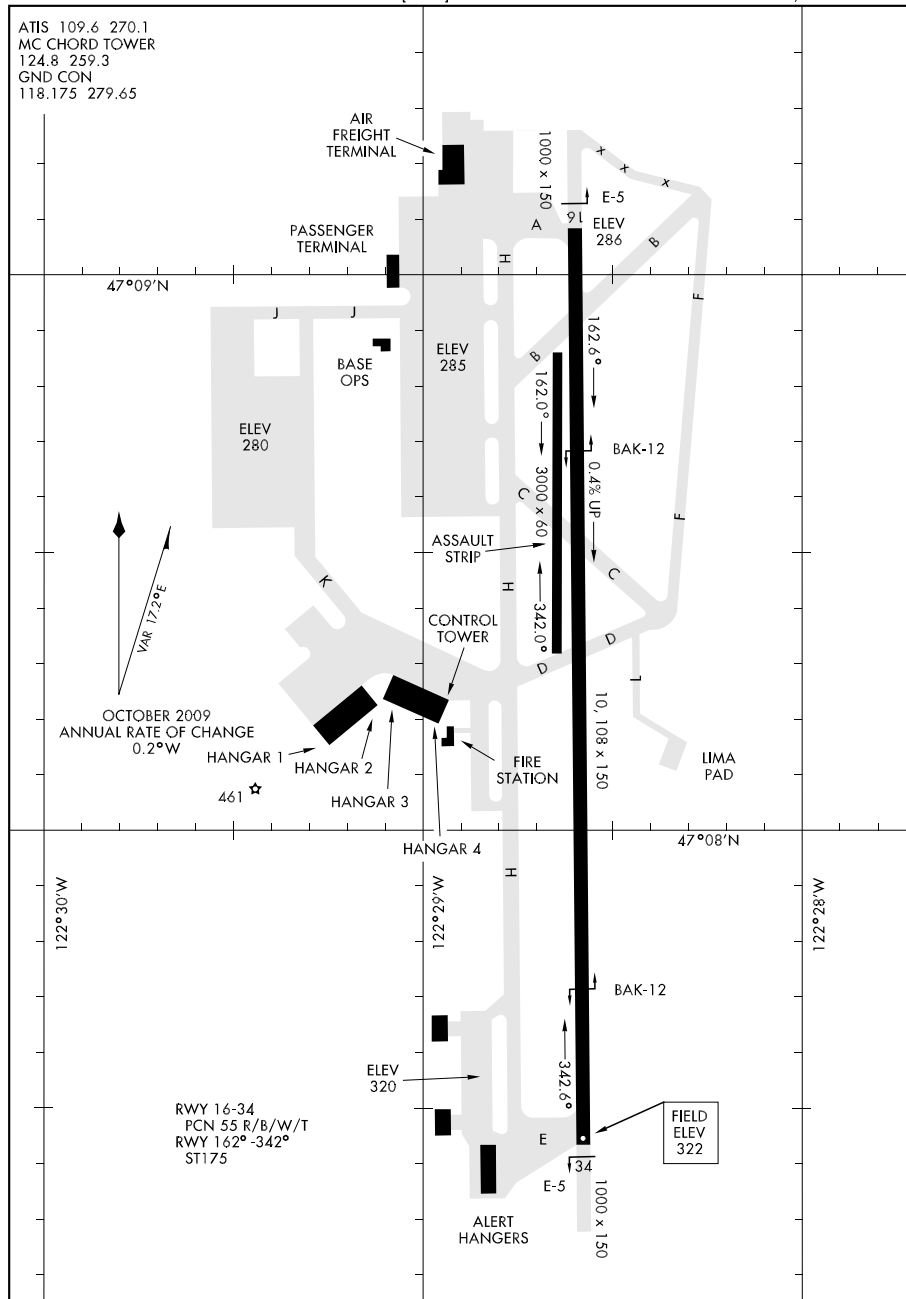 ATIS 109.6 270.1
MC CHORD TOWER
124.8 259.3
GND CON
118.175 279.65
AIR
FREIGHT
TERMINAL
1000 x 150
E-5
16
ELEV
286
A
x
x
x
B
PASSENGER
TERMINAL
H
47°09'N
F
J
J
162.6°
BASE
OPS
ELEV
285
B
162.0°
ELEV
280
BAK-12
0.4% UP
C
3000 x 60
ASSAULT
STRIP
F
C
K
H
342.0°
VAR 17.2°E
CONTROL
TOWER
D
D
L
OCTOBER 2009
ANNUAL RATE OF CHANGE
0.2°W
HANGAR 1
HANGAR 2
HANGAR 3
HANGAR 4
FIRE
STATION
10, 108 x 150
LIMA
PAD
461
47°08'N
H
122°30'W
122°29'W
122°28'W
BAK-12
342.6°
ELEV
320
RWY 16-34
PCN 55 R/B/W/T
RWY 162°-342°
ST175
FIELD
ELEV
322
E
34
E-5
1000 x 150
ALERT
HANGERS